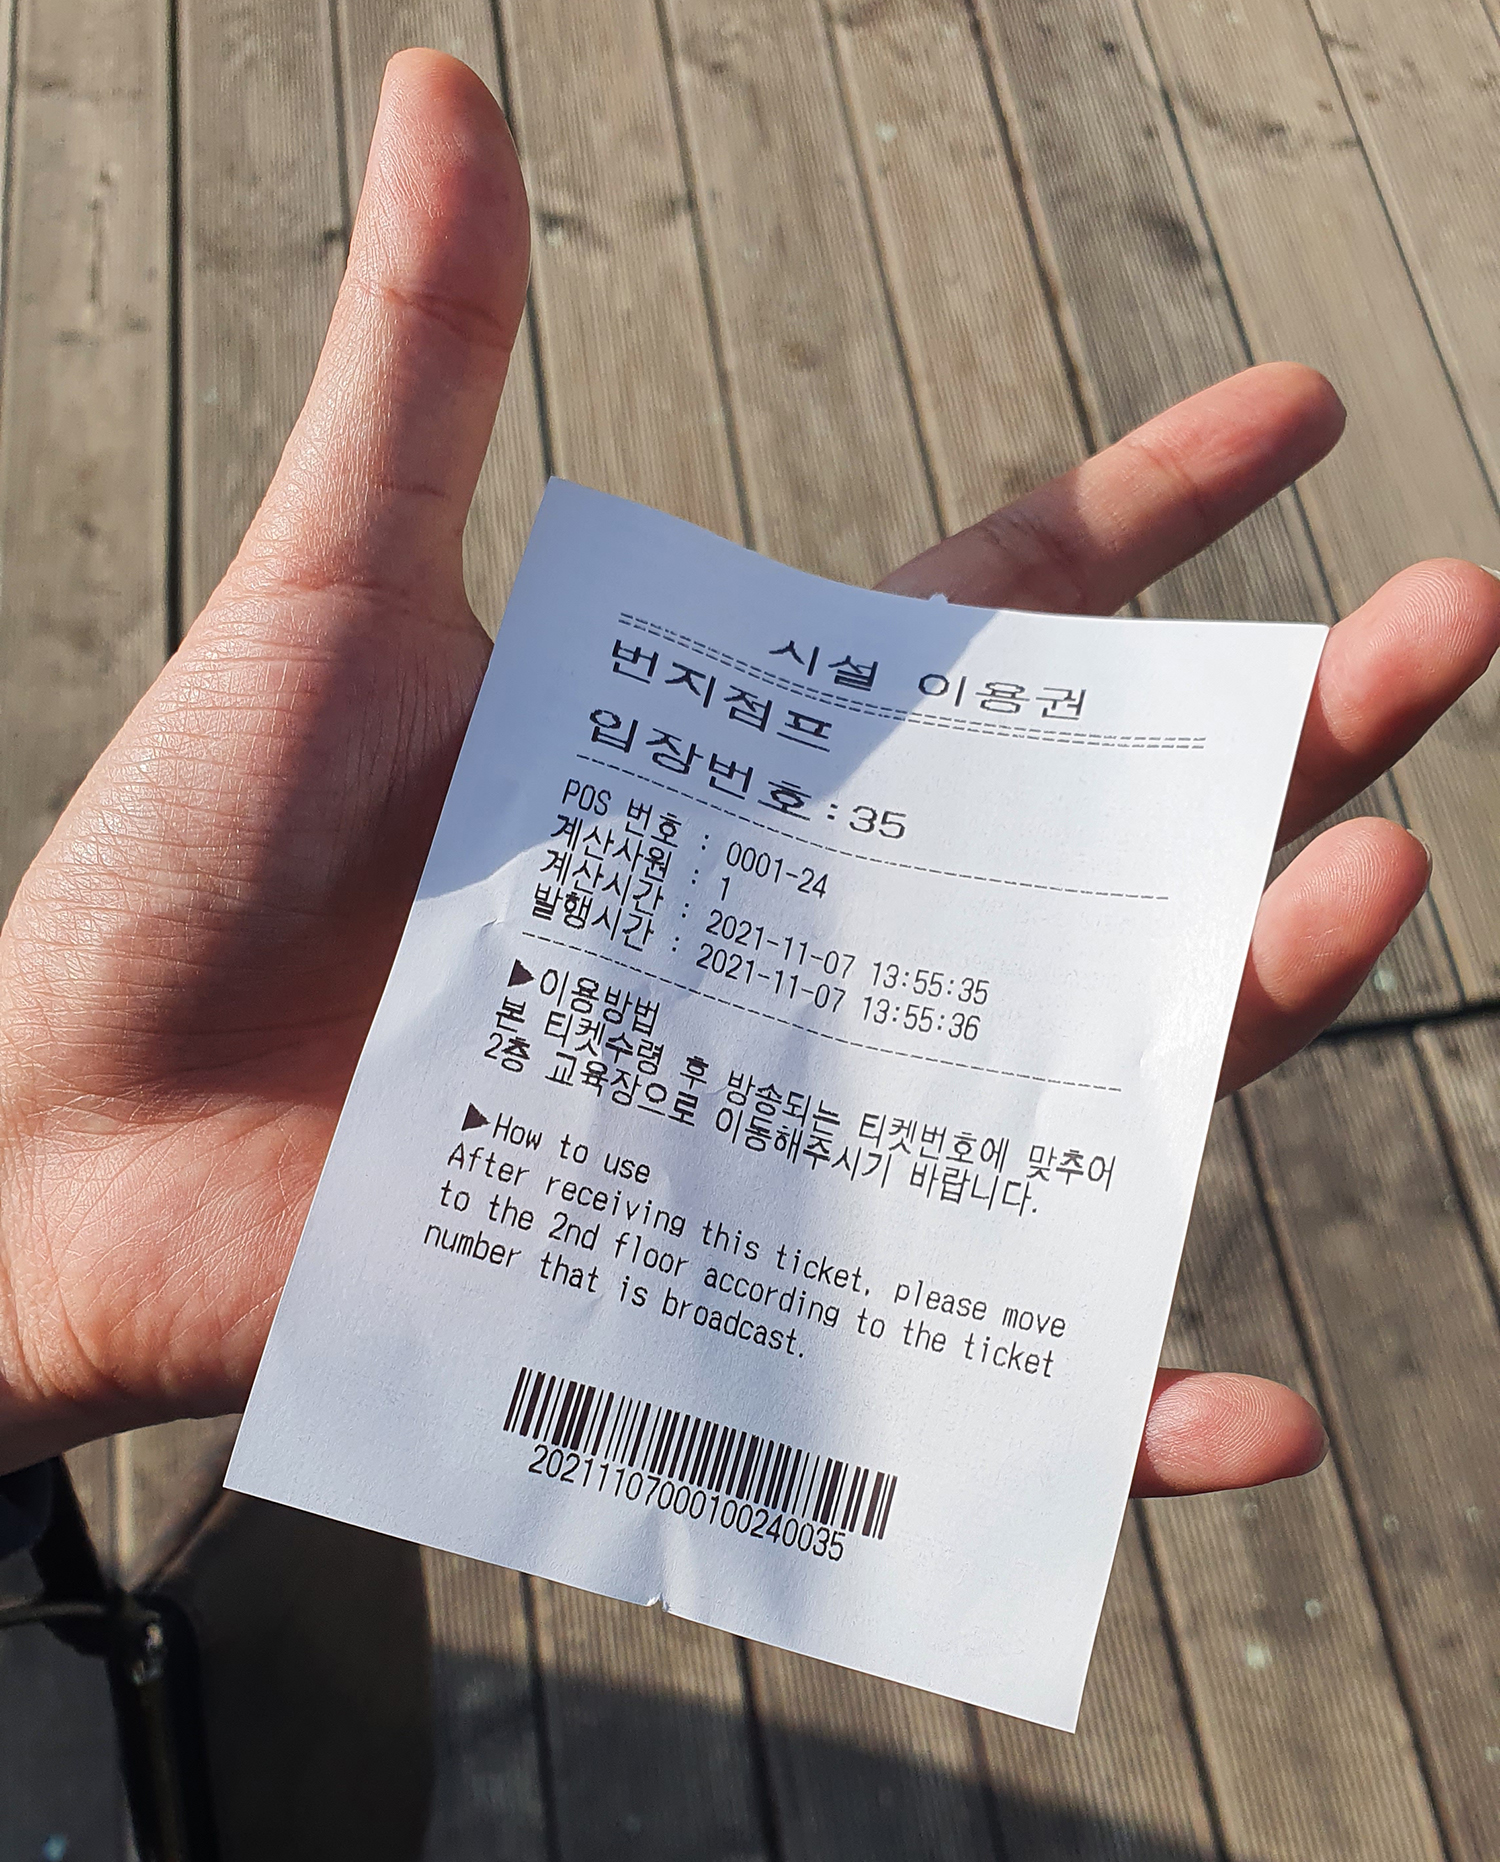 시설 이용권
번지점프
입장번호:35
POS 번호 : 0001-24
계산사원 : 1
계산시간 : 2021-11-07 13:55:35
발행시간 : 2021-11-07 13:55:36
▶이용방법
본 티켓수령 후 방송되는 티켓번호에 맞추어
2층 교육장으로 이동해주시기 바랍니다.
▶How to use
After receiving this ticket, please move
to the 2nd floor according to the ticket
number that is broadcast.
20211107000100240035